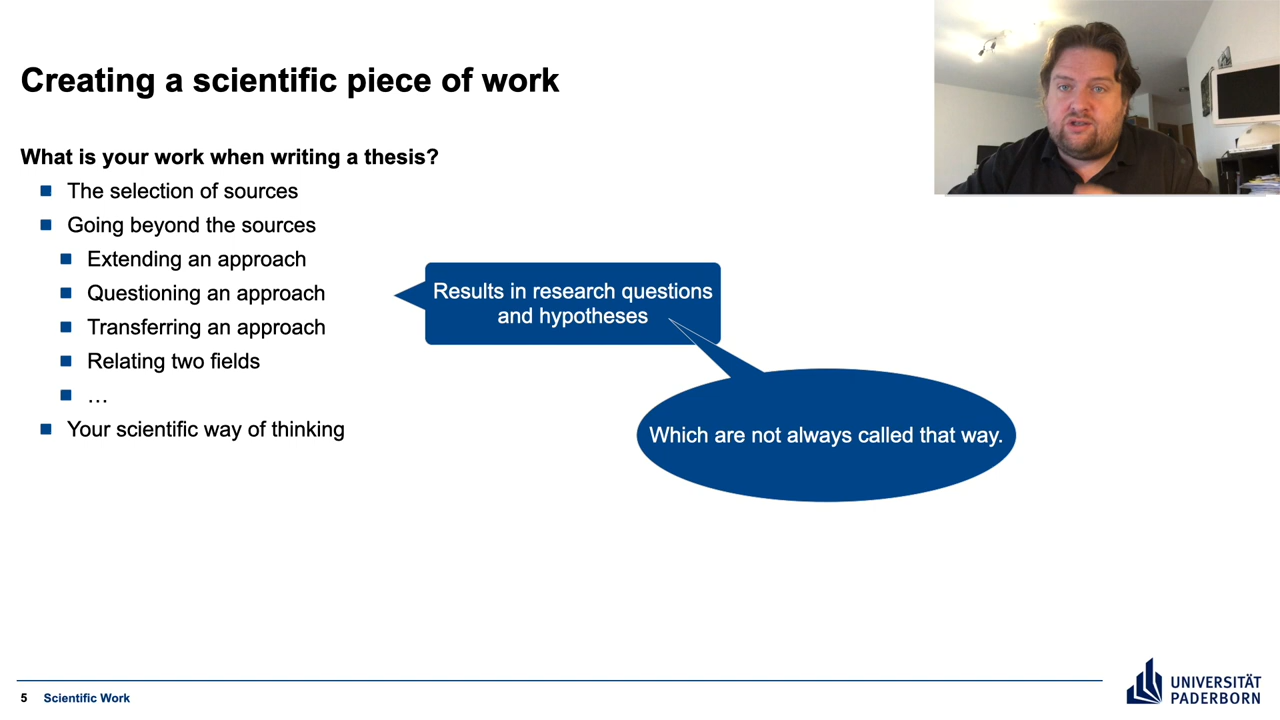 Creating a scientific piece of work
What is your work when writing a thesis?
The selection of sources
Going beyond the sources
Extending an approach
Questioning an approach
Transferring an approach
Relating two fields
…
Your scientific way of thinking
Results in research questions
and hypotheses
Which are not always called that way.
5 Scientific Work
UNIVERSITÄT
PADERBORN